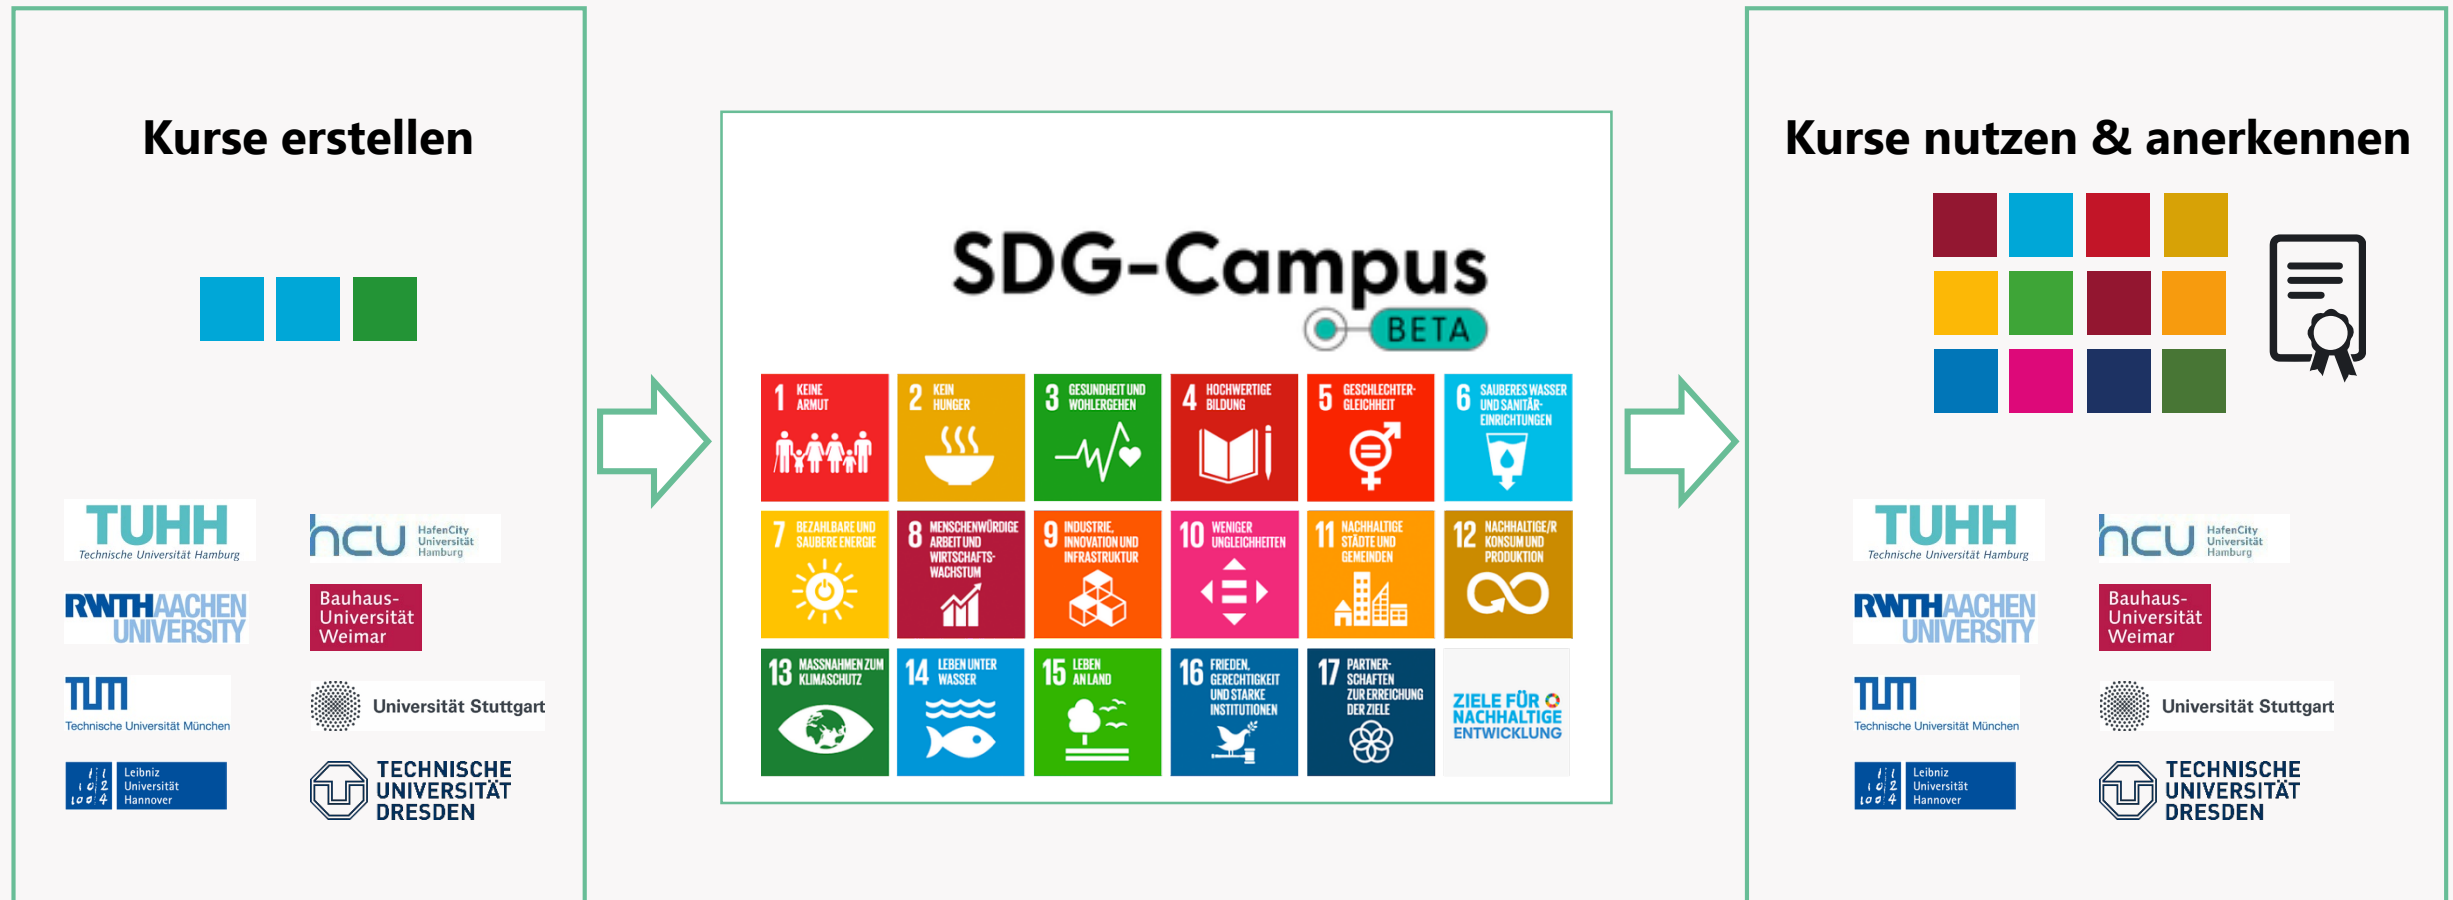 Kurse erstellen
TUHH
Technische Universität Hamburg
hcu
HafenCity
Universität
Hamburg
RWTHAACHEN
UNIVERSITY
Bauhaus-
Universität
Weimar
TUM
Technische Universität München
Universität Stuttgart
Leibniz
Universität
Hannover
TECHNISCHE
UNIVERSITÄT
DRESDEN
SDG-Campus
BETA
1 KEINE
ARMUT
2 KEIN
HUNGER
3 GESUNDHEIT UND
WOHLERGEHEN
4 HOCHWERTIGE
BILDUNG
5 GESCHLECHTER-
GLEICHHEIT
6 SAUBERES WASSER
UND SANITÄR-
EINRICHTUNGEN
7 BEZAHLBARE UND
SAUBERE ENERGIE
8 MENSCHENWÜRDIGE
ARBEIT UND
WIRTSCHAFTS-
WACHSTUM
9 INDUSTRIE,
INNOVATION UND
INFRASTRUKTUR
10 WENIGER
UNGLEICHHEITEN
11 NACHHALTIGE
STÄDTE UND
GEMEINDEN
12 NACHHALTIGE/R
KONSUM UND
PRODUKTION
13 MASSNAHMEN ZUM
KLIMASCHUTZ
14 LEBEN UNTER
WASSER
15 LEBEN
AN LAND
16 FRIEDEN,
GERECHTIGKEIT
UND STARKE
INSTITUTIONEN
17 PARTNER-
SCHAFTEN
ZUR ERREICHUNG
DER ZIELE
ZIELE FÜR
NACHHALTIGE
ENTWICKLUNG
Kurse nutzen & anerkennen
TUHH
Technische Universität Hamburg
hcu
HafenCity
Universität
Hamburg
RWTHAACHEN
UNIVERSITY
Bauhaus-
Universität
Weimar
TUM
Technische Universität München
Universität Stuttgart
Leibniz
Universität
Hannover
TECHNISCHE
UNIVERSITÄT
DRESDEN